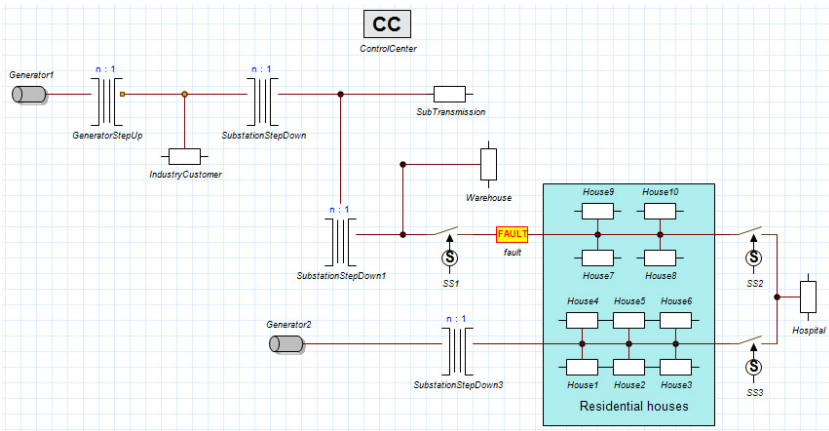 CC
ControlCenter
Generator1
n : 1
n : 1
GeneratorStepUp
SubstationStepDown
SubTransmission
IndustryCustomer
Warehouse
n : 1
House9
House10
FAULT
fault
S
SS1
S
SS2
SubstationStepDown1
House7
House8
House4
House5
House6
Hospital
Generator2
n : 1
SubstationStepDown3
House1
House2
House3
S
SS3
Residential houses